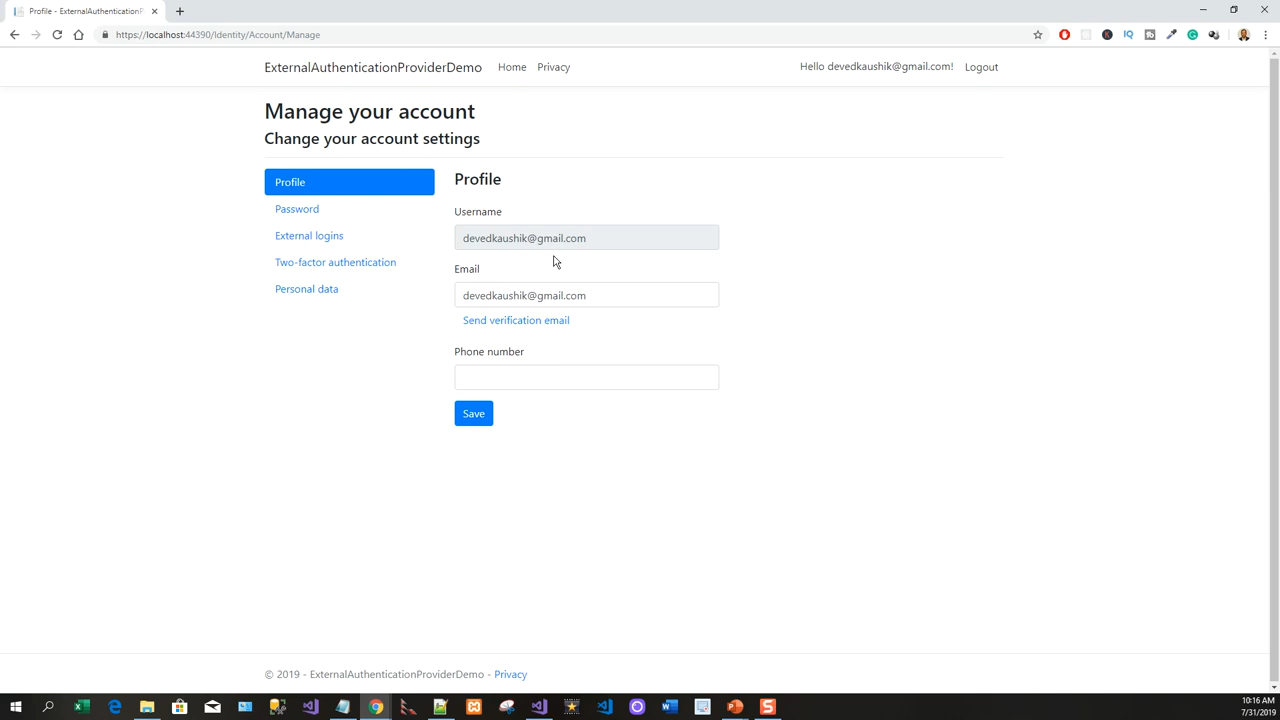 Profile - ExternalAuthenticationProv
https://localhost:44390/Identity/Account/Manage
ExternalAuthenticationProviderDemo Home Privacy Hello devedkaushik@gmail.com! Logout
Manage your account
Change your account settings
Profile
Password
External logins
Two-factor authentication
Personal data
Profile
Username
devedkaushik@gmail.com
Email
devedkaushik@gmail.com
Send verification email
Phone number
Save
© 2019 - ExternalAuthenticationProviderDemo - Privacy
10:16 AM
7/31/2019